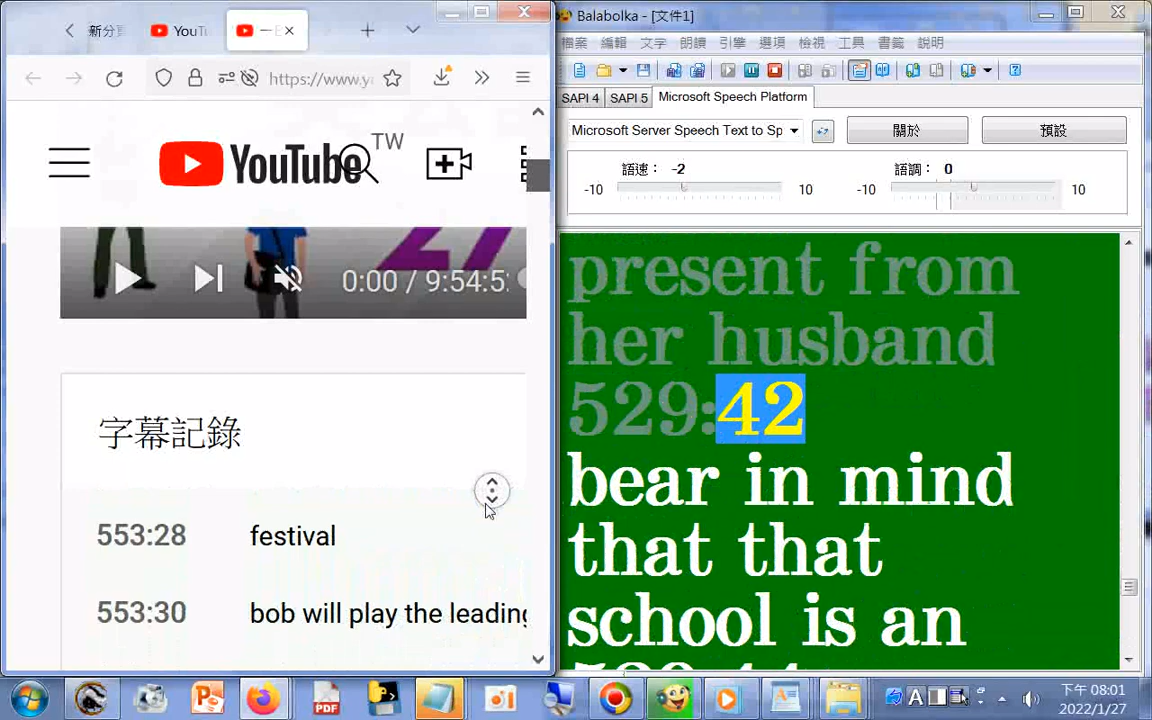 新分
YouTu
— E
https://www.y
YouTube
TW
27
0:00 / 9:54:5
字幕記錄
553:28 festival
553:30 bob will play the leading
Balabolka - [文件1]
檔案 編輯 文字 朗讀 引擎 選項 檢視 工具 書籤 說明
SAPI 4 SAPI 5 Microsoft Speech Platform
Microsoft Server Speech Text to Sp
關於
預設
語速： -2
語調： 0
-10 10
-10 10
present from
her husband
529:42
bear in mind
that that
school is an
529:44
PDF
A
下午 08:01
2022/1/27